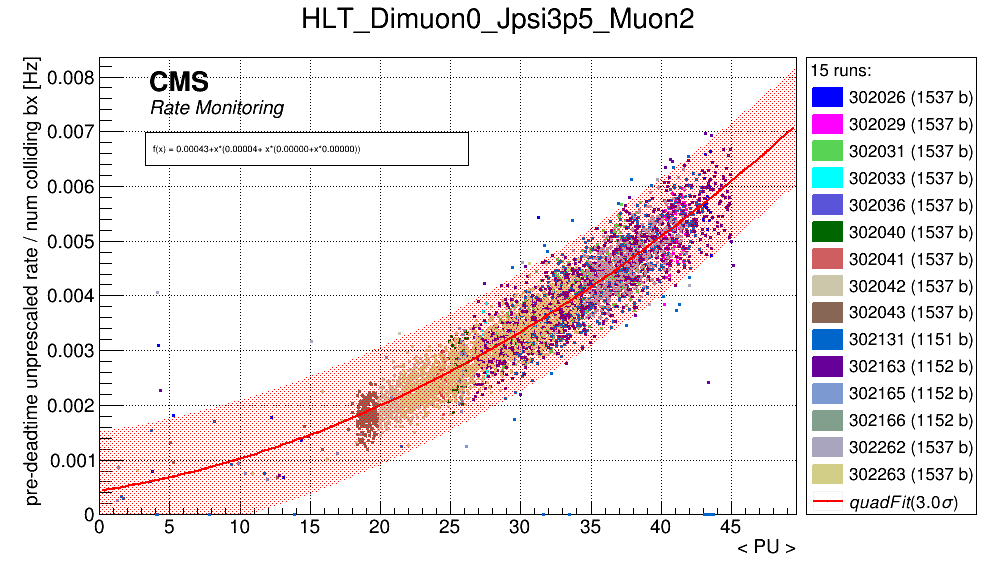 HLT_Dimuon0_Jpsi3p5_Muon2
pre-deadtime unprescaled rate / num colliding bx [Hz]
0.008
0.007
0.006
0.005
0.004
0.003
0.002
0.001
0
CMS
Rate Monitoring
f(x) = 0.00043+x*(0.00004+ x*(0.00000+x*0.00000))
0 5 10 15 20 25 30 35 40 45
< PU >
15 runs:
302026 (1537 b)
302029 (1537 b)
302031 (1537 b)
302033 (1537 b)
302036 (1537 b)
302040 (1537 b)
302041 (1537 b)
302042 (1537 b)
302043 (1537 b)
302131 (1151 b)
302163 (1152 b)
302165 (1152 b)
302166 (1152 b)
302262 (1537 b)
302263 (1537 b)
quadFit(3.0σ)